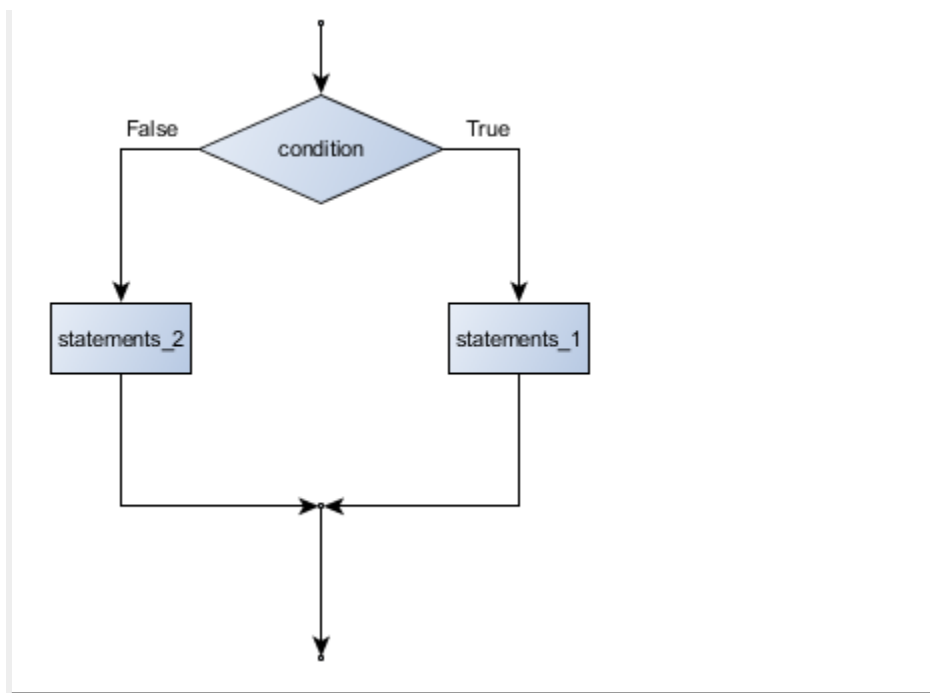 False
True
condition
statements_2
statements_1